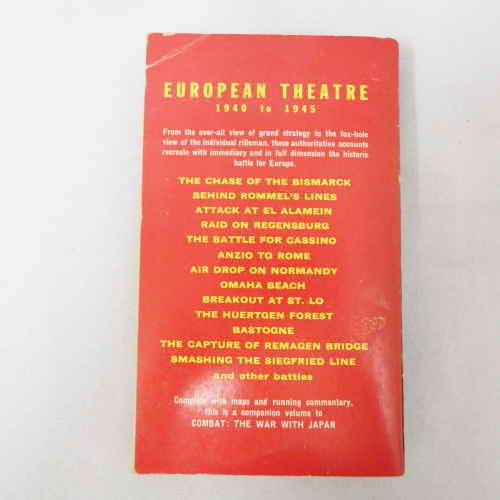 EUROPEAN THEATRE
1940 to 1945
From the over-all view of grand strategy to the fox-hole
view of the individual rifleman, these authoritative accounts
recreate with immediacy and in full dimension the historic
battle for Europe.
THE CHASE OF THE BISMARCK
BEHIND ROMMEL'S LINES
ATTACK AT EL ALAMEIN
RAID ON REGENSBURG
THE BATTLE FOR CASSINO
ANZIO TO ROME
AIR DROP ON NORMANDY
OMAHA BEACH
BREAKOUT AT ST. LO
THE HUERTGEN FOREST
BASTOGNE
THE CAPTURE OF REMAGEN BRIDGE
SMASHING THE SIEGFRIED LINE
and other battles
Complete with maps and running commentary,
this is a companion volume to
COMBAT: THE WAR WITH JAPAN